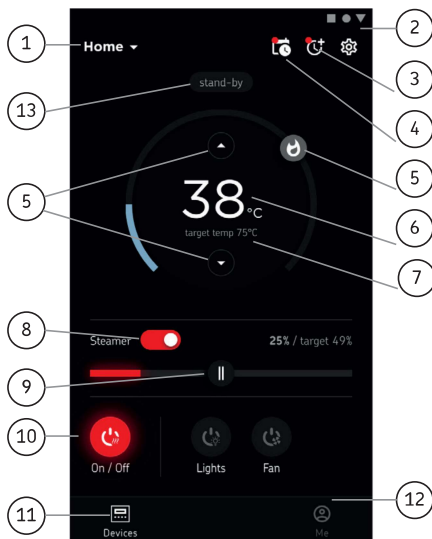 1
Home
2
3
13
stand-by
4
5
5
38°C
6
target temp 75°C
7
8
Steamer
25% / target 49%
9
10
On / Off
Lights
Fan
11
12
Devices
Me